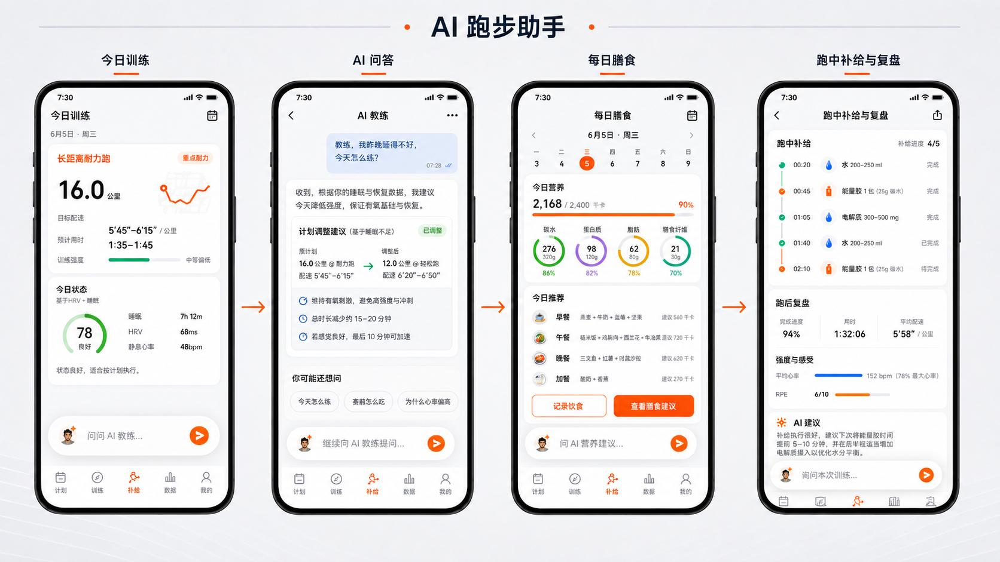 AI 跑步助手
今日训练
7:30
今日训练
6月5日 · 周三
长距离耐力跑
重点耐力
16.0 公里
目标配速
5'45"–6'15" / 公里
预计用时
1:35–1:45
训练强度
中等偏低
今日状态
基于HRV + 睡眠
78
良好
睡眠 7h 12m
HRV 68ms
静息心率 48bpm
状态良好，适合按计划执行。
问问 AI 教练...
计划 训练 补给 数据 我的
AI 问答
7:30
AI 教练
教练，我昨晚睡得不好，
今天怎么练？
07:28
收到，根据你的睡眠与恢复数据，我建议
今天降低强度，保证有氧基础与恢复。
计划调整建议（基于睡眠不足）
已调整
预计划
16.0 公里 @ 耐力跑
配速 5'45"–6'15"
调整后
12.0 公里 @ 轻松跑
配速 6'20"–6'50"
维持有氧刺激，避免高强度与冲刺
总时长减少约 15–20 分钟
若感觉良好，最后 10 分钟可加速
你可能还想问
今天怎么练 赛前怎么吃 为什么心率偏高
继续向 AI 教练提问...
计划 训练 补给 数据 我的
每日膳食
7:30
每日膳食
6月5日 · 周三
一 二 三 四 五 六 日
3 4 5 6 7 8 9
今日营养
2,168 / 2,400 千卡
90%
碳水 蛋白质 脂肪 膳食纤维
276 98 62 21
320g 120g 80g 30g
86% 82% 78% 70%
今日推荐
早餐 燕麦 + 牛奶 + 蓝莓 + 坚果 建议 560 千卡
午餐 糙米饭 + 鸡胸肉 + 西兰花 + 牛油果 建议 720 千卡
晚餐 三文鱼 + 红薯 + 时蔬沙拉 建议 620 千卡
加餐 酸奶 + 香蕉 建议 270 千卡
记录饮食 查看膳食建议
问 AI 营养建议...
计划 训练 补给 数据 我的
跑中补给与复盘
7:30
跑中补给与复盘
跑中补给
补给进度 4/5
00:20 水 200–250 ml 完成
00:45 能量胶 1 包 (25g 碳水) 完成
01:05 电解质 300–500 mg 完成
01:40 水 200–250 ml 已完成
02:10 能量胶 1 包 (25g 碳水) 待完成
跑后复盘
完成进度 用时 平均配速
94% 1:32:06 5'58" / 公里
强度与感受
平均心率 152 bpm（78% 最大心率）
RPE 6/10
AI 建议
补给执行很好，建议下次将能量胶时间
提前 5–10 分钟，并在后半程适当增加
电解质摄入以优化水分平衡。
询问本次训练...